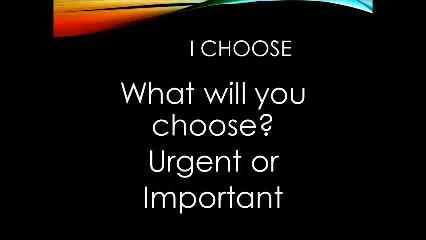 I CHOOSE
What will you
choose?
Urgent or
Important